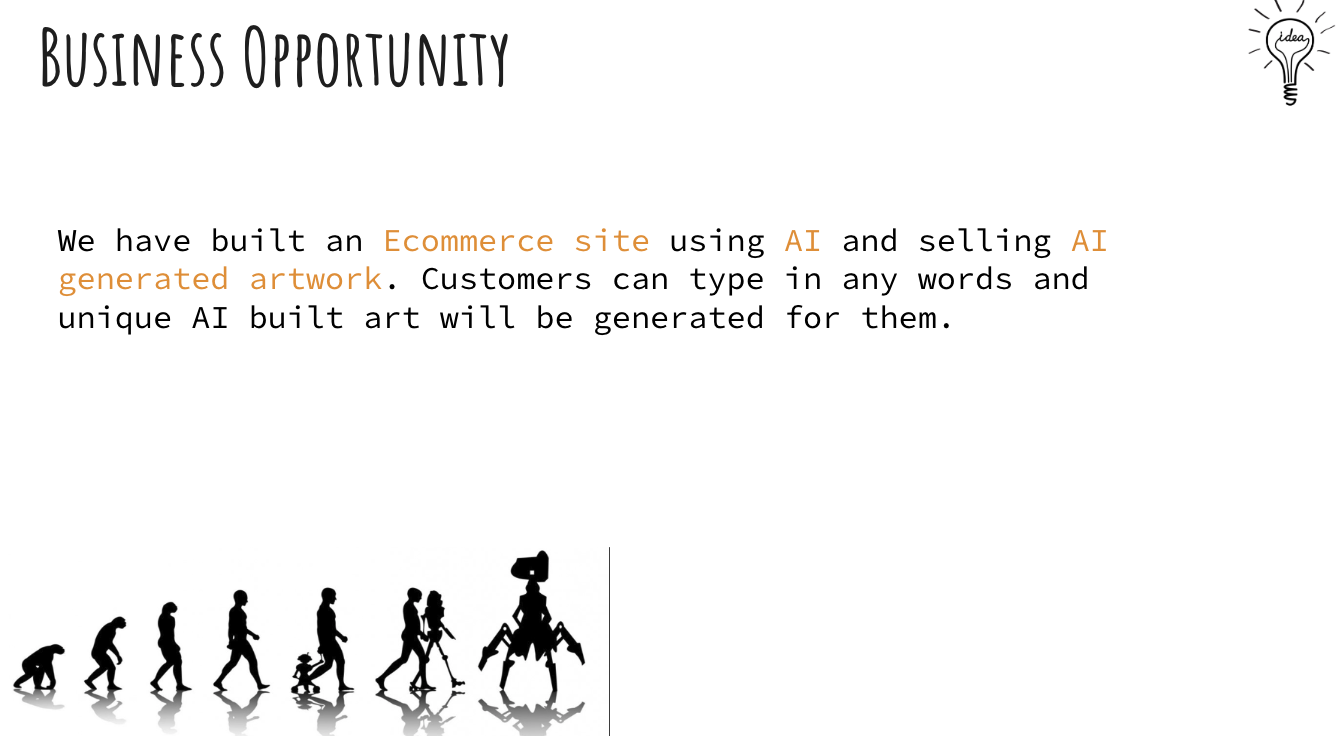 BUSINESS OPPORTUNITY
idea
We have built an Ecommerce site using AI and selling AI
generated artwork. Customers can type in any words and
unique AI built art will be generated for them.